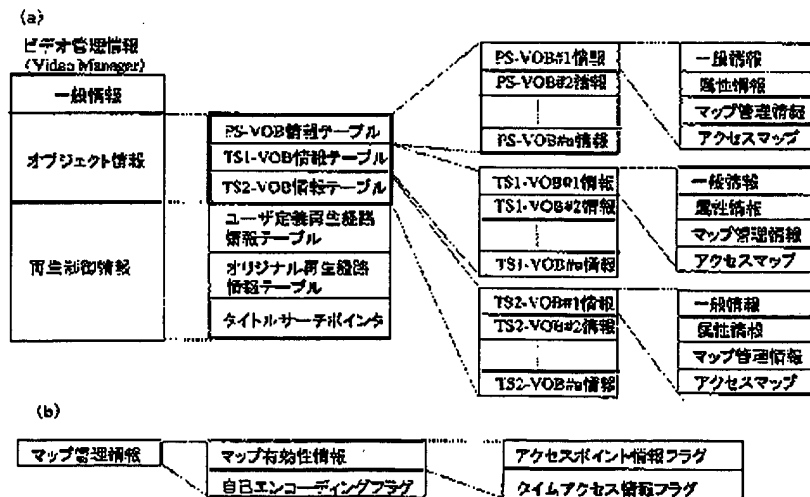 (a)
ビデオ管理情報
(Video Manager)
一般情報
オブジェクト情報
再生制御情報
PS-VOB情報テーブル
TS1-VOB情報テーブル
TS2-VOB情報テーブル
ユーザ定義再生経路
情報テーブル
オリジナル再生経路
情報テーブル
タイトルサーチポインタ
PS-VOB#1情報
PS-VOB#2情報
PS-VOB#n情報
一般情報
属性情報
マップ管理情報
アクセスマップ
TS1-VOB#1情報
TS1-VOB#2情報
TS1-VOB#n情報
一般情報
属性情報
マップ管理情報
アクセスマップ
TS2-VOB#1情報
TS2-VOB#2情報
TS2-VOB#n情報
一般情報
属性情報
マップ管理情報
アクセスマップ
(b)
マップ管理情報
マップ有効性情報
自己エンコーディングフラグ
アクセスポイント情報フラグ
タイムアクセス情報フラグ